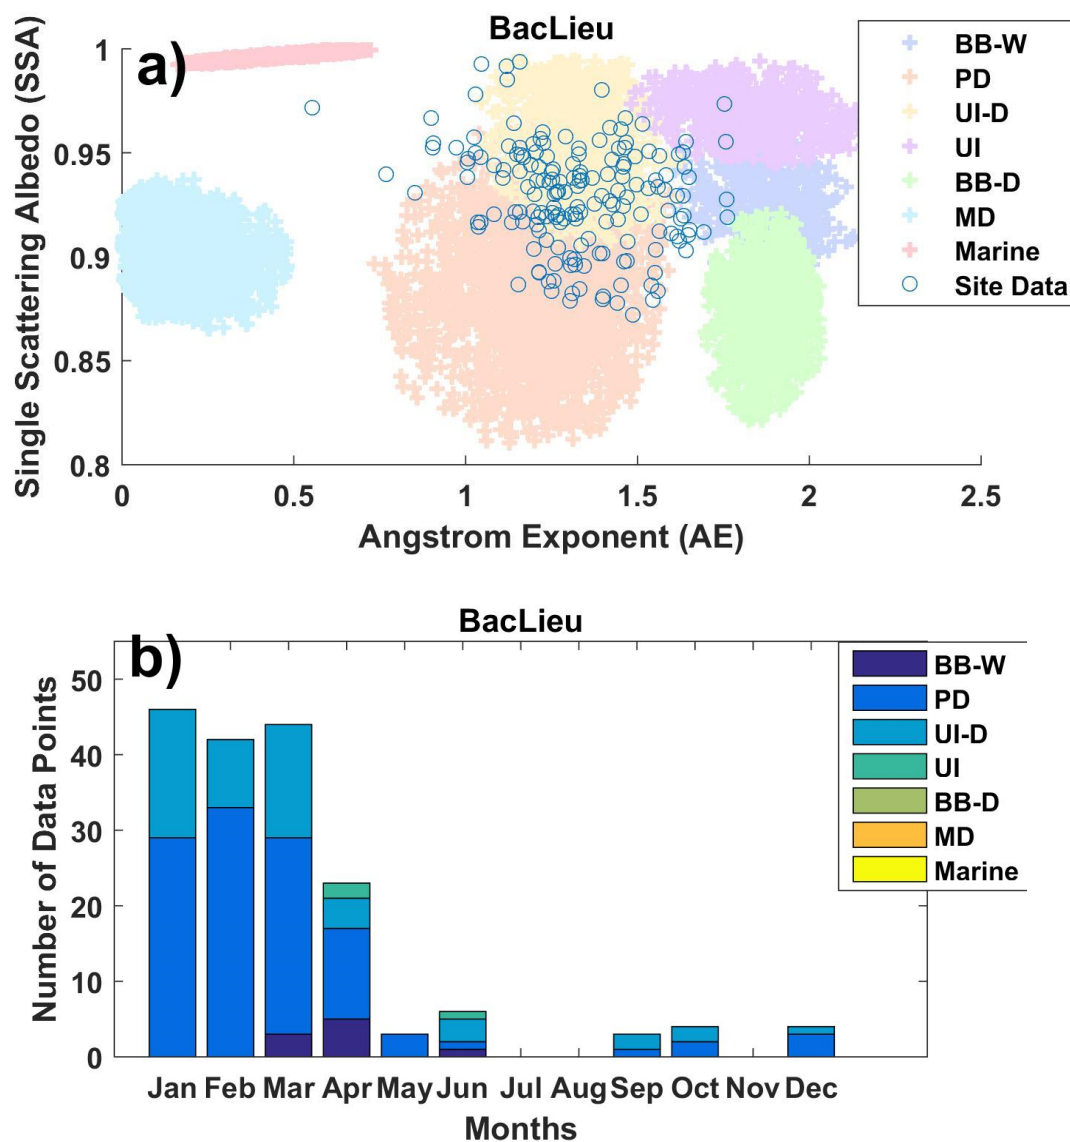 BacLieu
a)
Single Scattering Albedo (SSA)
1
0.95
0.9
0.85
0.8
0 0.5 1 1.5 2 2.5
Angstrom Exponent (AE)
BB-W
PD
UI-D
UI
BB-D
MD
Marine
Site Data
BacLieu
b)
Number of Data Points
50
40
30
20
10
0
Jan Feb Mar Apr May Jun Jul Aug Sep Oct Nov Dec
Months
BB-W
PD
UI-D
UI
BB-D
MD
Marine